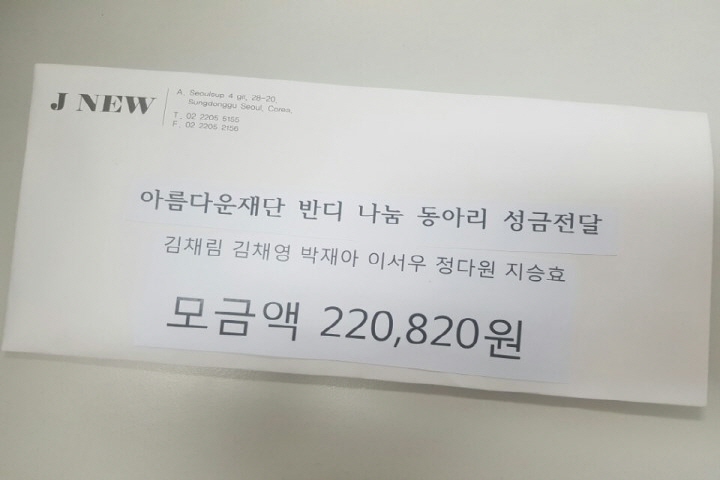 J NEW
A. Seoulsup 4 gil, 28-20,
Sungdonggu Seoul, Corea,
T. 02 2205 5155
F. 02 2205 2156
아름다운재단 반디 나눔 동아리 성금전달
김채림 김채영 박재아 이서우 정다원 지승효
모금액 220,820원